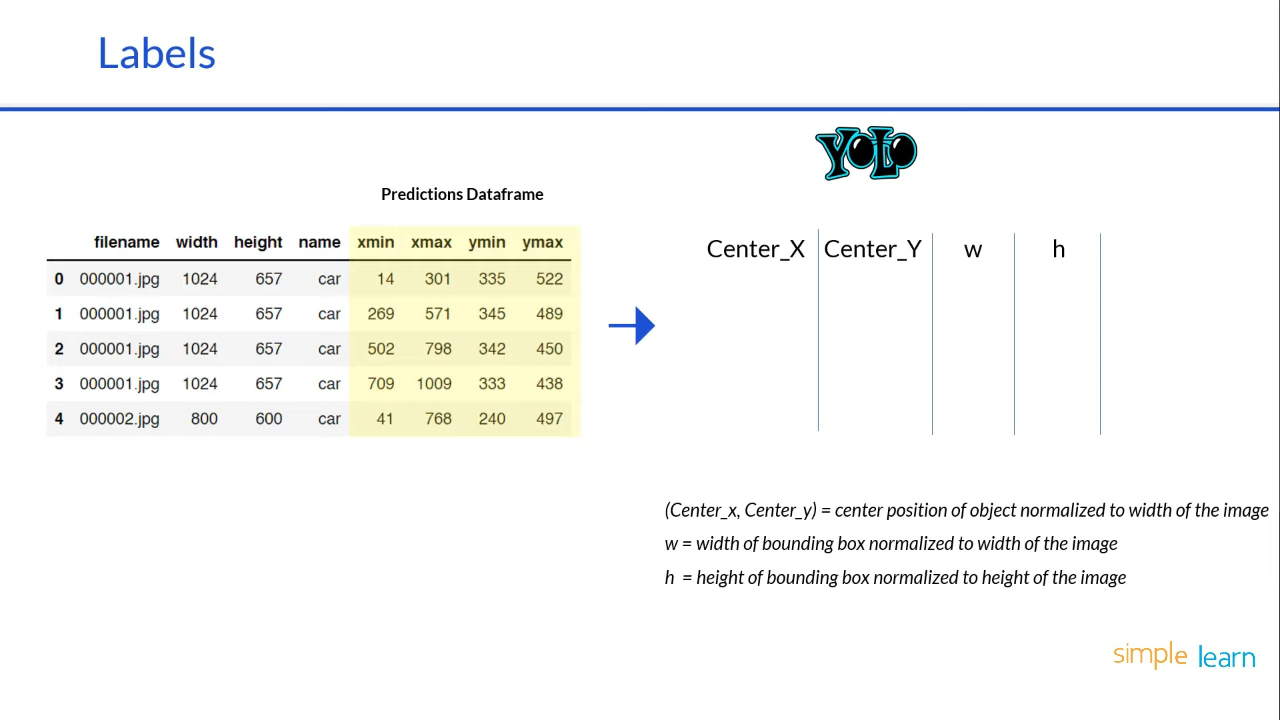 Labels
YOLO
Predictions Dataframe
filename width height name xmin xmax ymin ymax
0 000001.jpg 1024 657 car 14 301 335 522
1 000001.jpg 1024 657 car 269 571 345 489
2 000001.jpg 1024 657 car 502 798 342 450
3 000001.jpg 1024 657 car 709 1009 333 438
4 000002.jpg 800 600 car 41 768 240 497
Center_X Center_Y w h
(Center_x, Center_y) = center position of object normalized to width of the image
w = width of bounding box normalized to width of the image
h = height of bounding box normalized to height of the image
simple learn